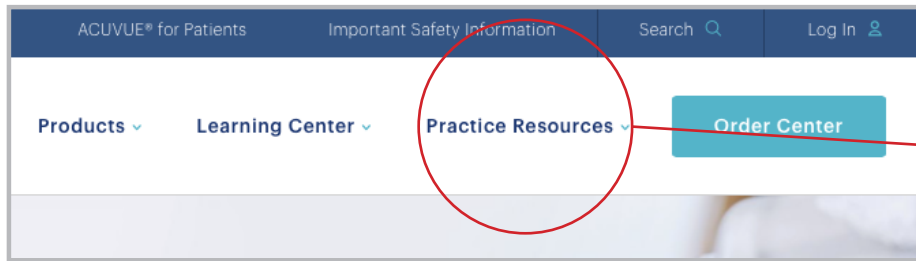 ACUVUE® for Patients Important Safety Information Search Log In
Products Learning Center Practice Resources Order Center